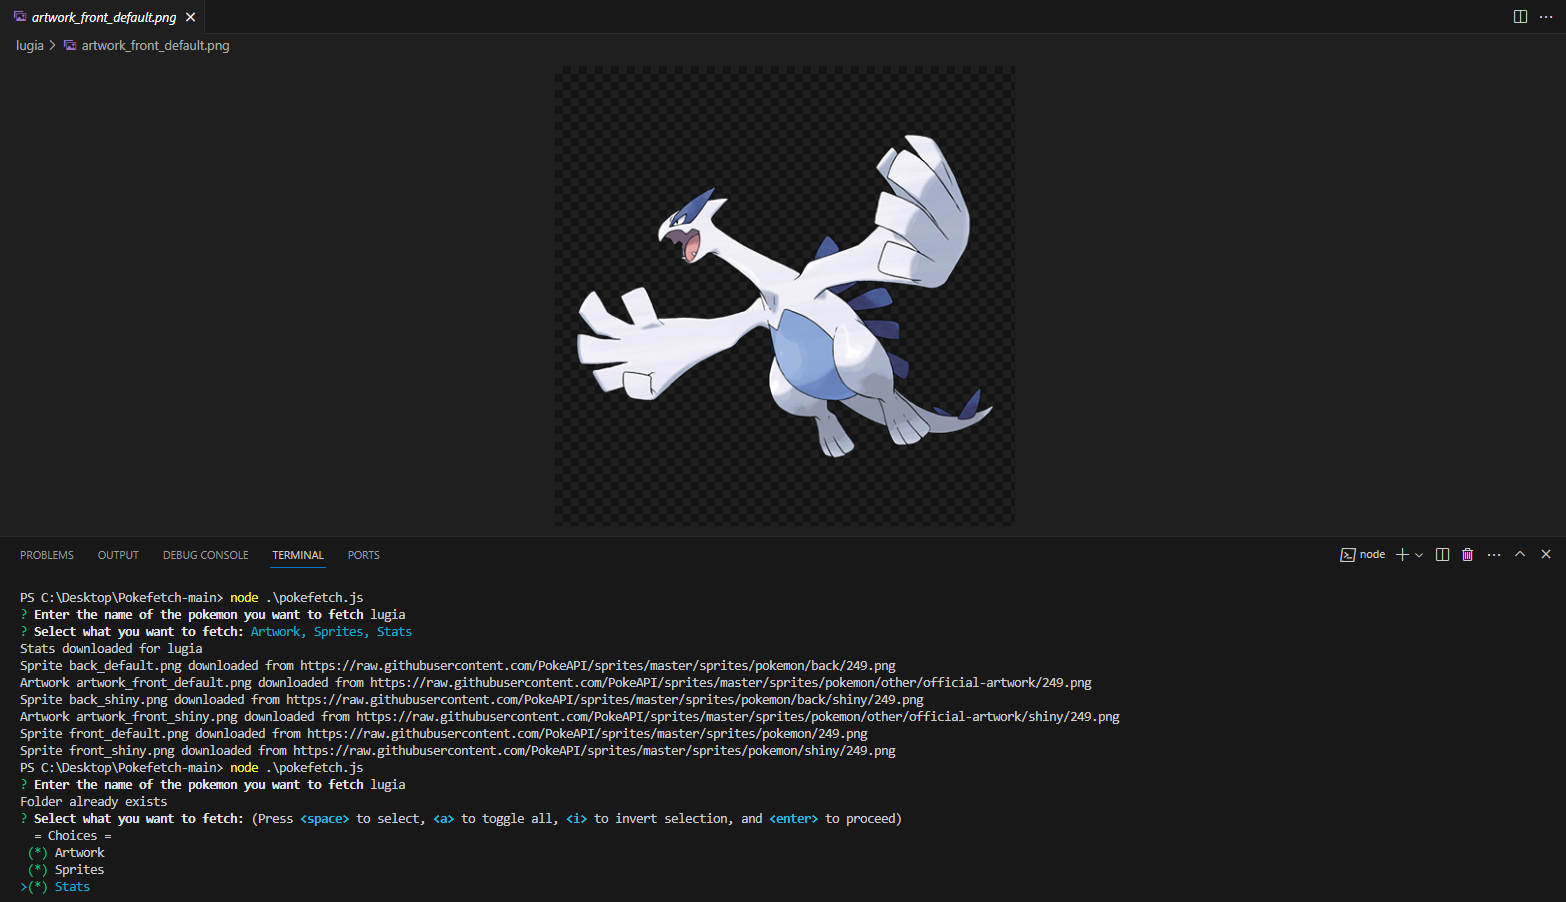 artwork_front_default.png
lugia > artwork_front_default.png
PROBLEMS OUTPUT DEBUG CONSOLE TERMINAL PORTS node
PS C:\Desktop\Pokefetch-main> node .\pokefetch.js
? Enter the name of the pokemon you want to fetch lugia
? Select what you want to fetch: Artwork, Sprites, Stats
Stats downloaded for lugia
Sprite back_default.png downloaded from https://raw.githubusercontent.com/PokeAPI/sprites/master/sprites/pokemon/back/249.png
Artwork artwork_front_default.png downloaded from https://raw.githubusercontent.com/PokeAPI/sprites/master/sprites/pokemon/other/official-artwork/249.png
Sprite back_shiny.png downloaded from https://raw.githubusercontent.com/PokeAPI/sprites/master/sprites/pokemon/back/shiny/249.png
Artwork artwork_front_shiny.png downloaded from https://raw.githubusercontent.com/PokeAPI/sprites/master/sprites/pokemon/other/official-artwork/shiny/249.png
Sprite front_default.png downloaded from https://raw.githubusercontent.com/PokeAPI/sprites/master/sprites/pokemon/249.png
Sprite front_shiny.png downloaded from https://raw.githubusercontent.com/PokeAPI/sprites/master/sprites/pokemon/shiny/249.png
PS C:\Desktop\Pokefetch-main> node .\pokefetch.js
? Enter the name of the pokemon you want to fetch lugia
Folder already exists
? Select what you want to fetch: (Press <space> to select, <a> to toggle all, <i> to invert selection, and <enter> to proceed)
= Choices =
(*) Artwork
(*) Sprites
>(*) Stats